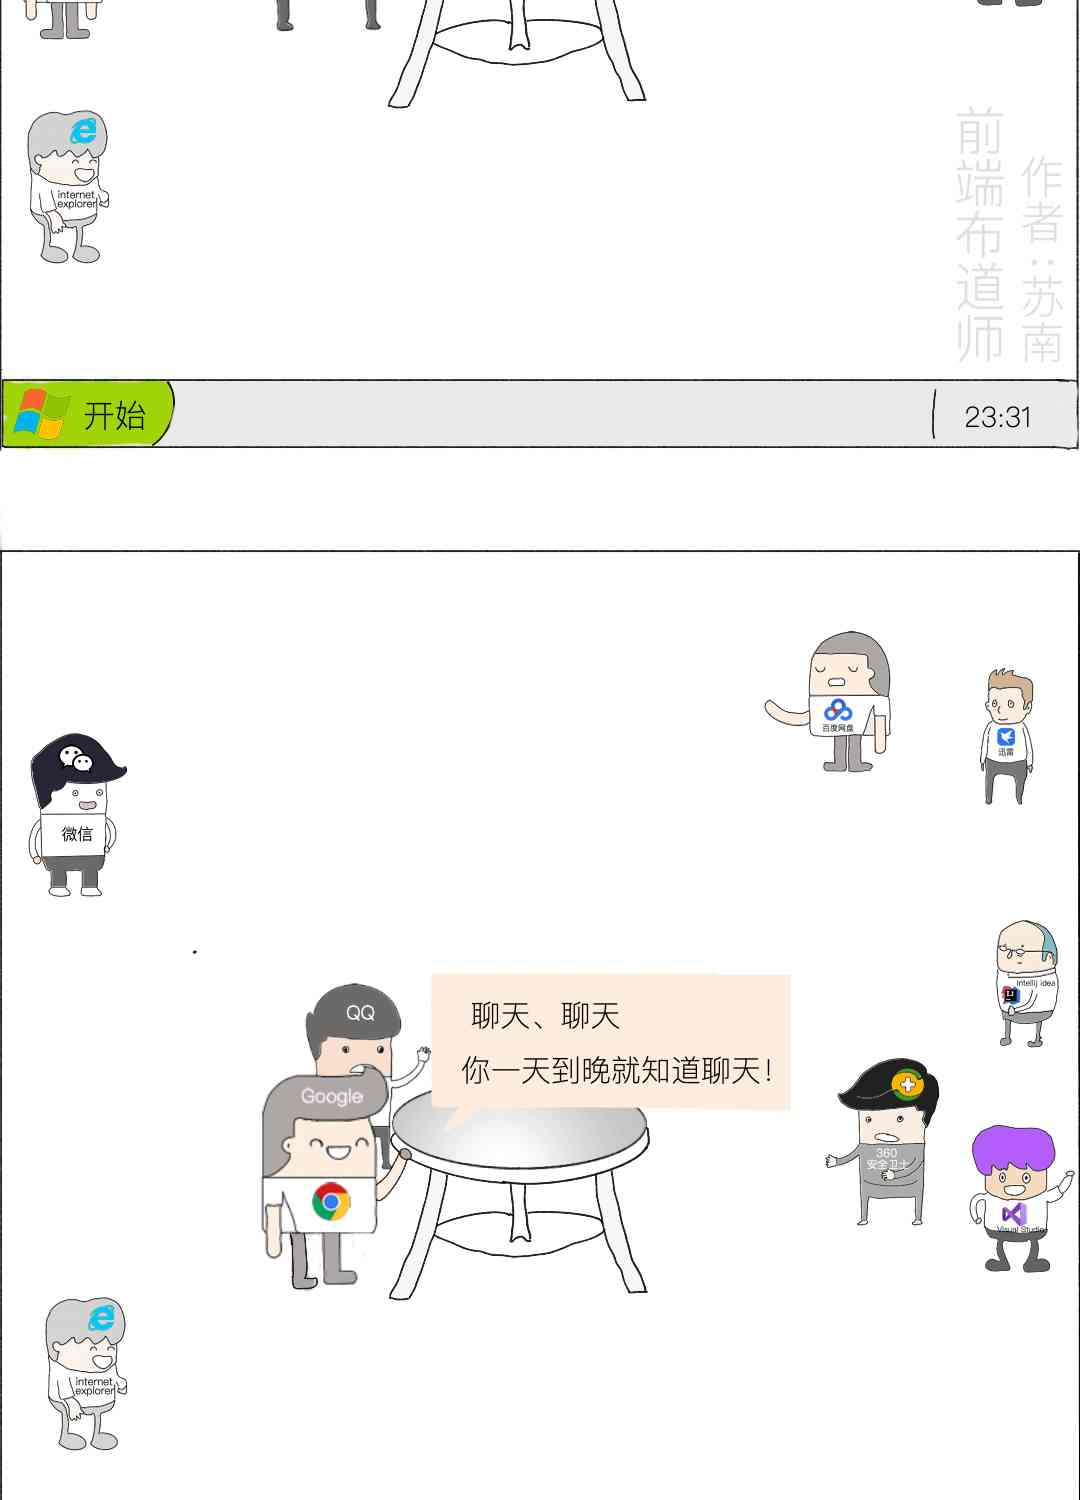 internet
explorer
前端布道师
作者：苏南
开始
23:31
百度网盘
迅雷
微信
Intellij idea
QQ
聊天、聊天
你一天到晚就知道聊天！
Google
360
安全卫士
Visual Studio
internet
explorer